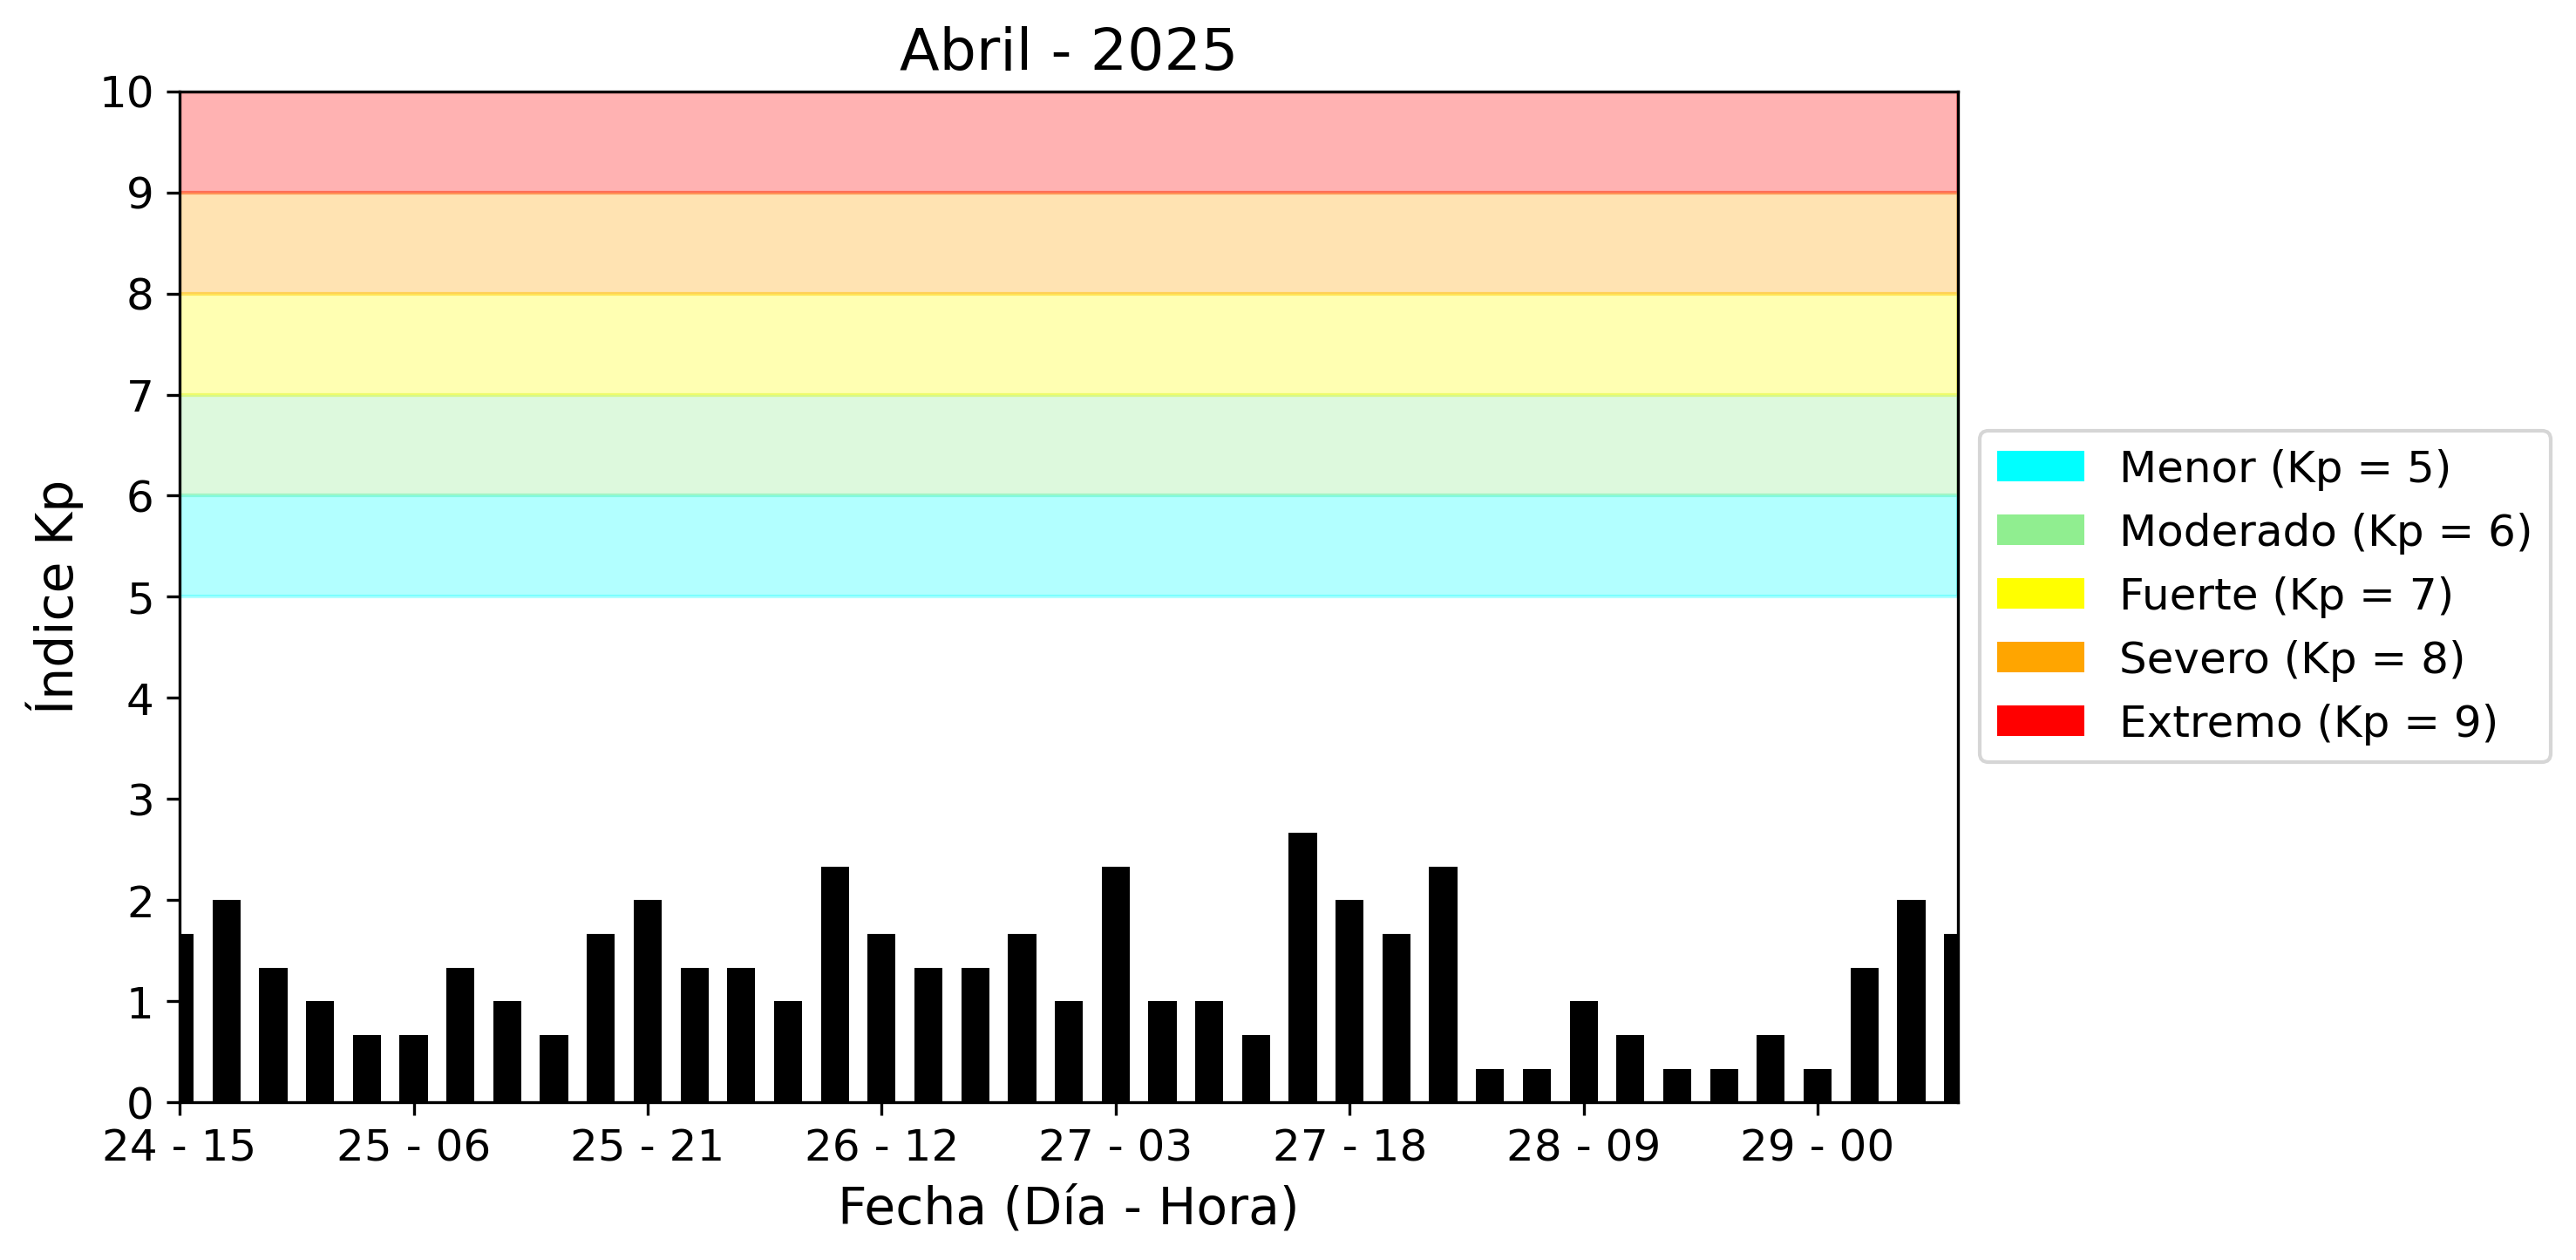 Abril - 2025
10
9
8
7
6
5
4
3
2
1
0
Índice Kp
24 - 15
25 - 06
25 - 21
26 - 12
27 - 03
27 - 18
28 - 09
29 - 00
Fecha (Día - Hora)
Menor (Kp = 5)
Moderado (Kp = 6)
Fuerte (Kp = 7)
Severo (Kp = 8)
Extremo (Kp = 9)